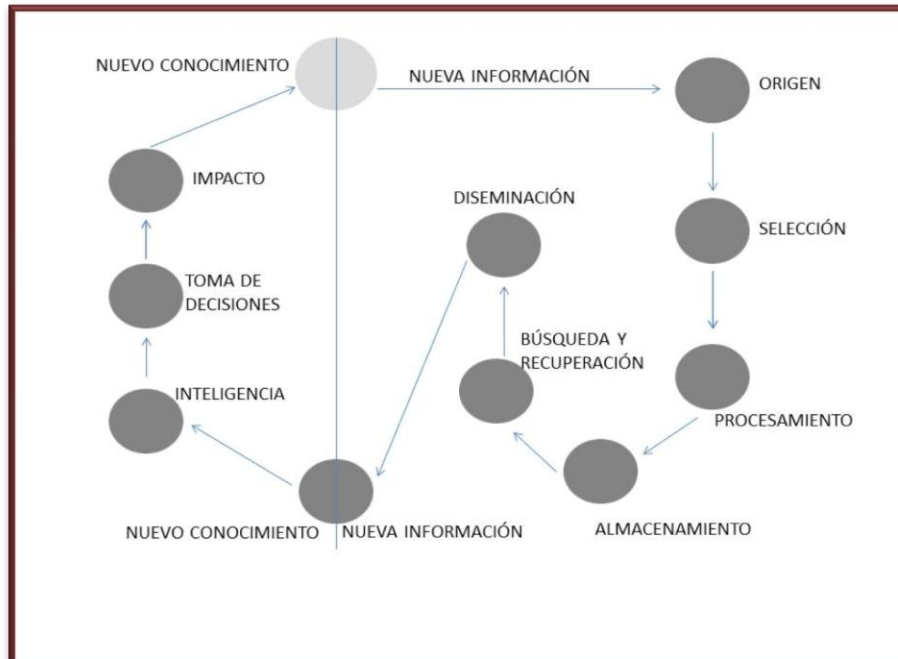 NUEVO CONOCIMIENTO
NUEVA INFORMACIÓN
ORIGEN
IMPACTO
DISEMINACIÓN
SELECCIÓN
TOMA DE
DECISIONES
BÚSQUEDA Y
RECUPERACIÓN
INTELIGENCIA
PROCESAMIENTO
NUEVO CONOCIMIENTO
NUEVA INFORMACIÓN
ALMACENAMIENTO